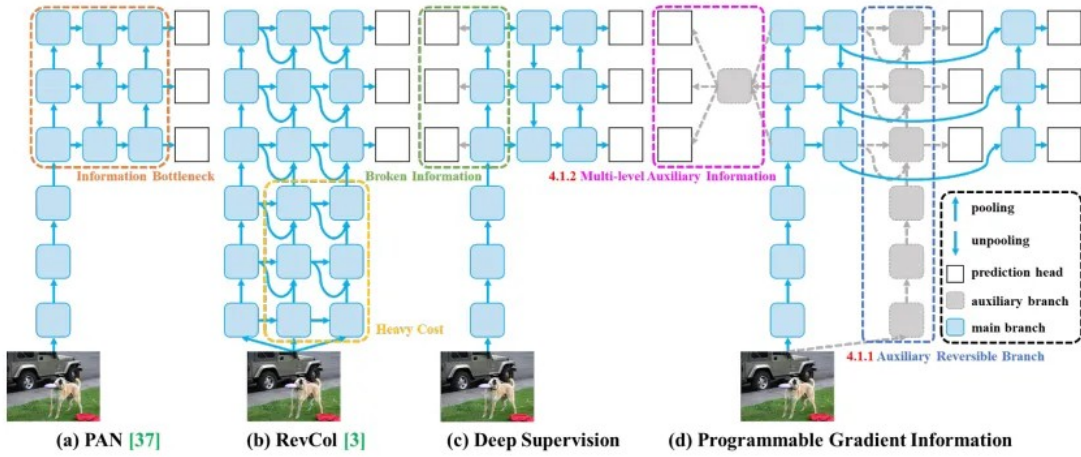 Information Bottleneck
Broken Information
4.1.2 Multi-level Auxiliary Information
Heavy Cost
pooling
unpooling
prediction head
auxiliary branch
main branch
4.1.1 Auxiliary Reversible Branch
(a) PAN [37]
(b) RevCol [3]
(c) Deep Supervision
(d) Programmable Gradient Information